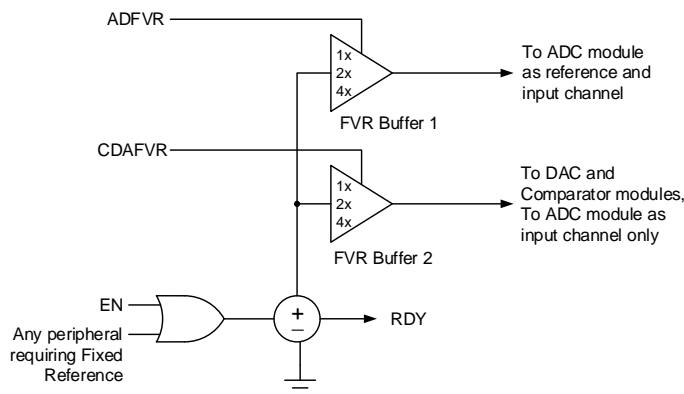 ADFVR
1x
2x
4x
To ADC module
as reference and
input channel
FVR Buffer 1
CDAFVR
1x
2x
4x
To DAC and
Comparator modules,
To ADC module as
input channel only
FVR Buffer 2
EN
+
−
RDY
Any peripheral
requiring Fixed
Reference